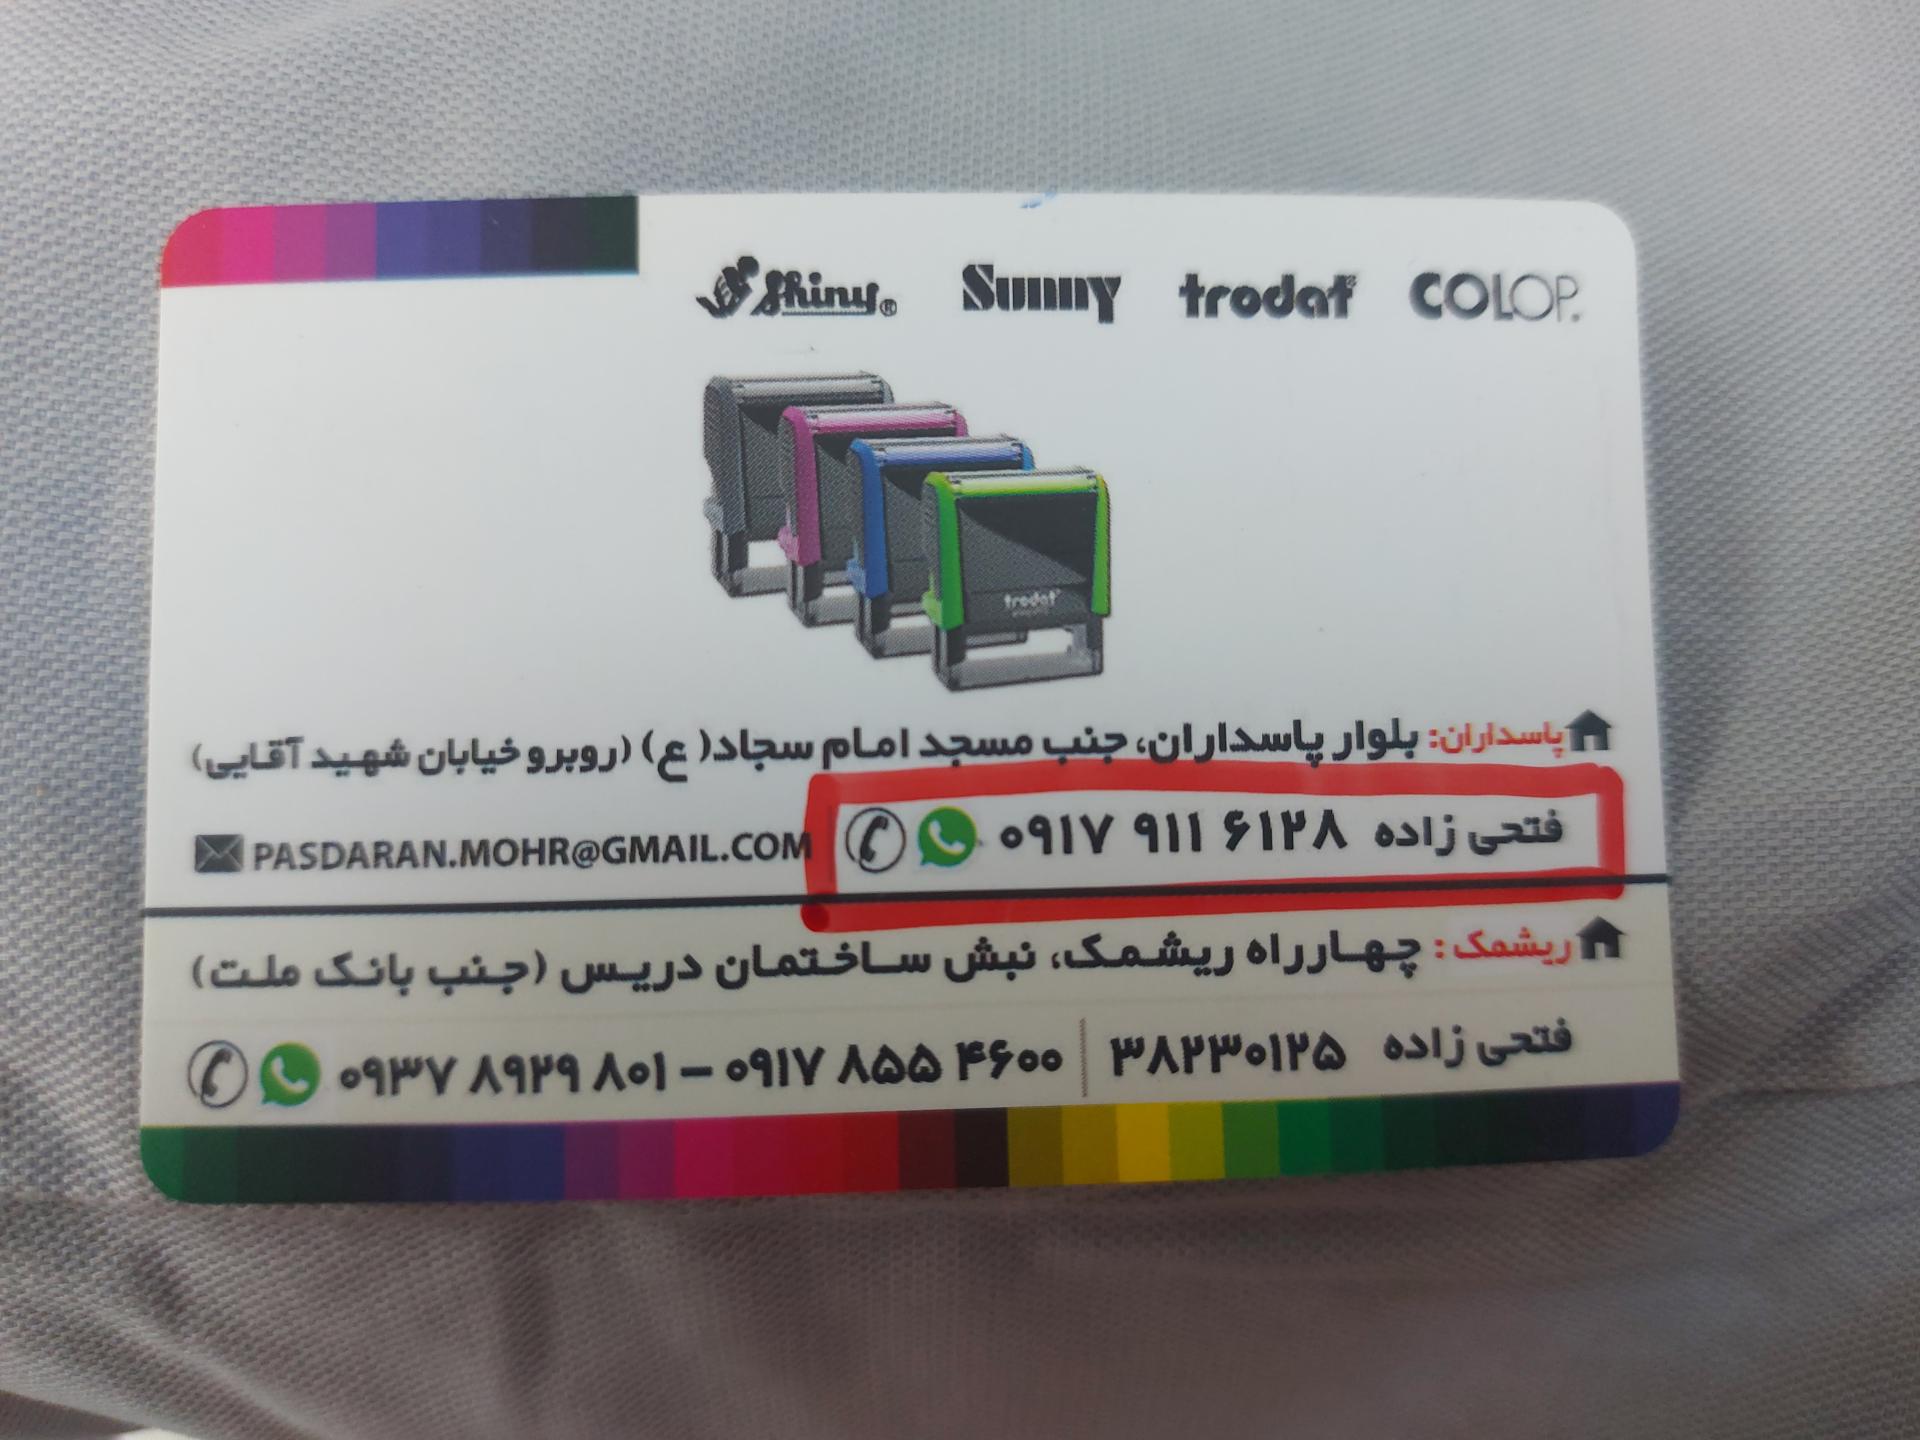 Shiny® Sunny trodat® COLOP.
trodat
پاسداران: بلوار پاسداران، جنب مسجد امام سجاد( ع) (روبرو خیابان شهید آقایی)
فتحی زاده ۰۹۱۷ ۹۱۱ ۶۱۲۸
PASDARAN.MOHR@GMAIL.COM
ریشمک: چهارراه ریشمک، نبش ساختمان دریس (جنب بانک ملت)
فتحی زاده ۳۸۲۳۰۱۲۵ | ۰۹۱۷ ۸۵۵ ۴۶۰۰ – ۰۹۳۷ ۸۹۲۹ ۸۰۱